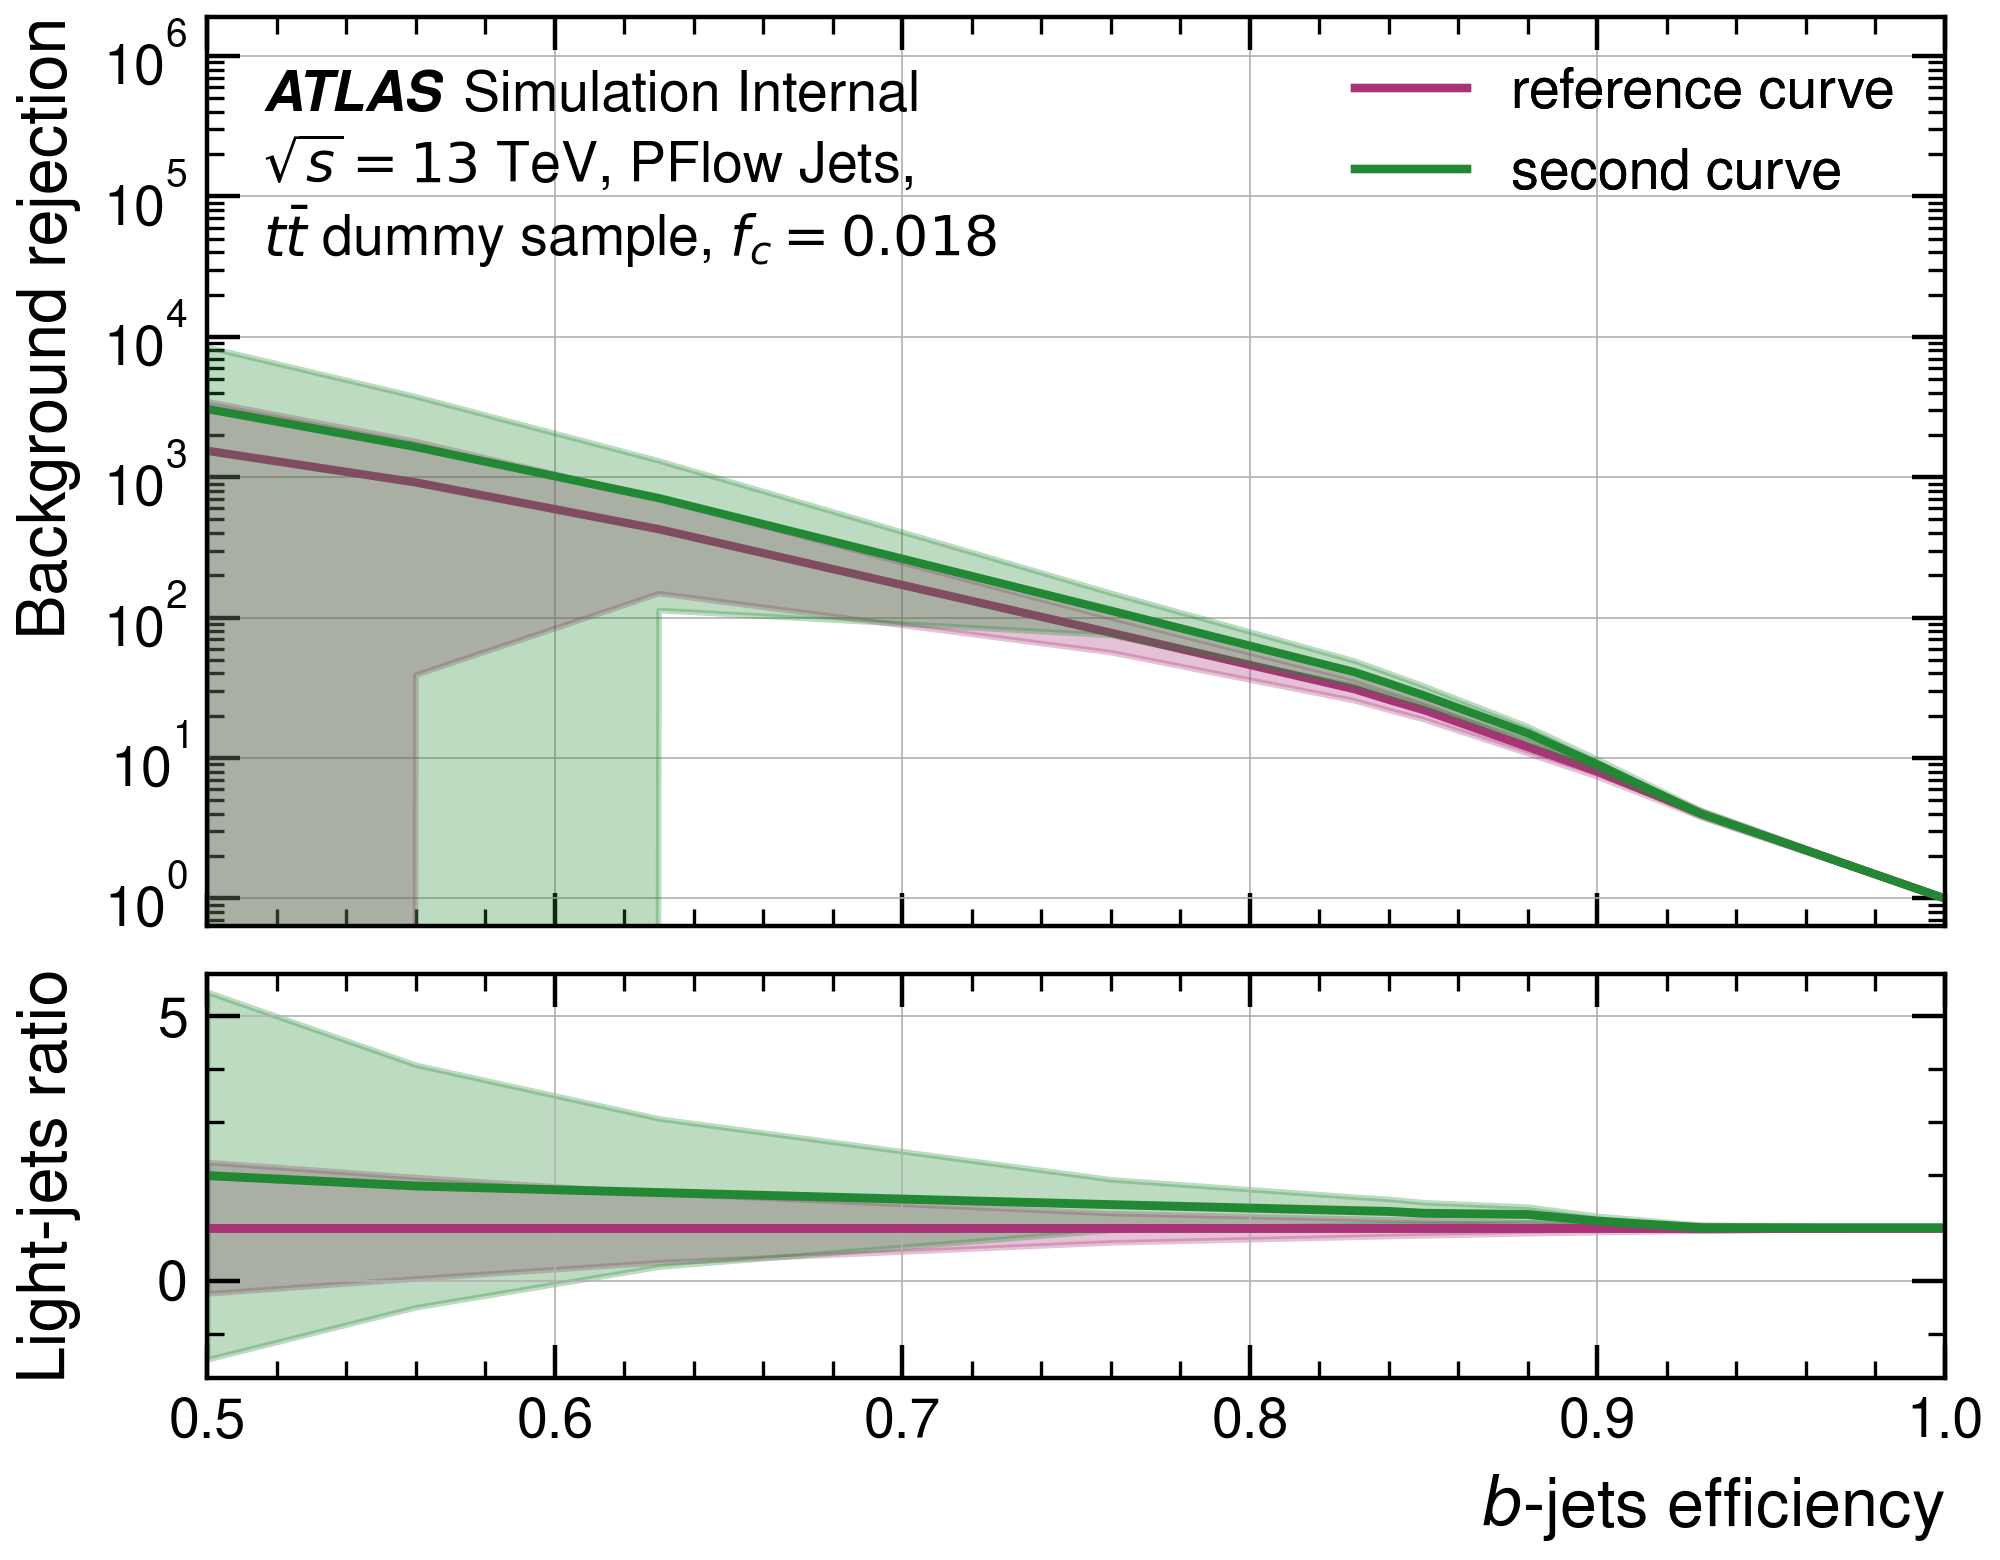 ATLAS Simulation Internal
√s = 13 TeV, PFlow Jets,
tt̄ dummy sample, f_c = 0.018
reference curve
second curve
Background rejection
10^6
10^5
10^4
10^3
10^2
10^1
10^0
Light-jets ratio
5
0
0.5 0.6 0.7 0.8 0.9 1.0
b-jets efficiency